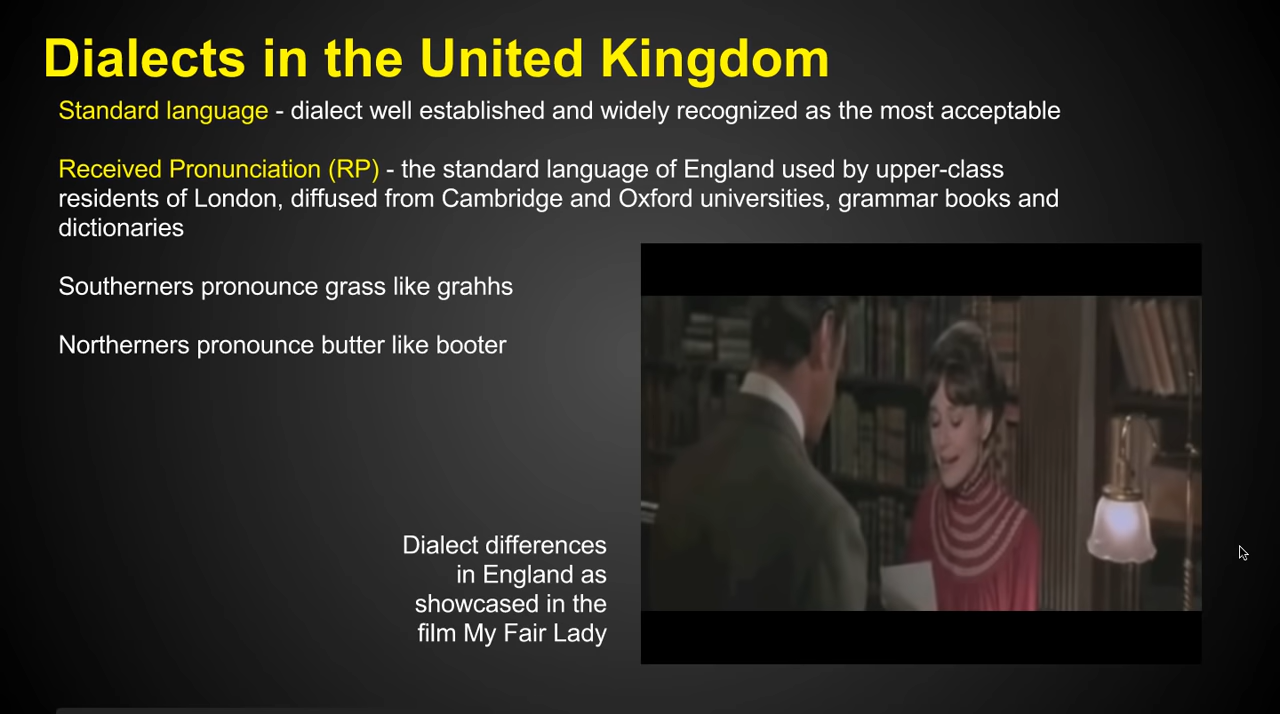 Dialects in the United Kingdom
Standard language - dialect well established and widely recognized as the most acceptable
Received Pronunciation (RP) - the standard language of England used by upper-class
residents of London, diffused from Cambridge and Oxford universities, grammar books and
dictionaries
Southerners pronounce grass like grahhs
Northerners pronounce butter like booter
Dialect differences
in England as
showcased in the
film My Fair Lady